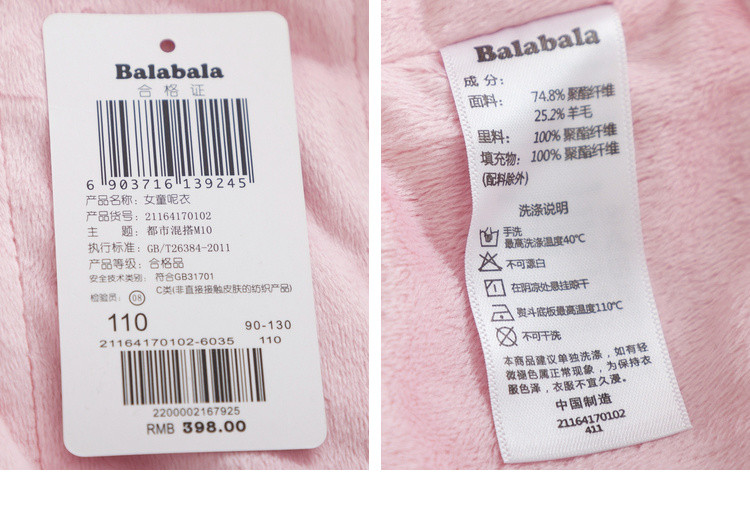 Balabala
合格证
6 903716 139245
产品名称: 女童呢衣
产品货号: 21164170102
主 题: 都市混搭M10
执行标准: GB/T26384-2011
产品等级: 合格品
安全技术类别: 符合GB31701
C类(非直接接触皮肤的纺织产品)
检验员: 08
110 90-130
21164170102-6035 110
2200002167925
RMB 398.00
Balabala
成 分:
面料: 74.8% 聚酯纤维
25.2% 羊毛
里料: 100% 聚酯纤维
填充物: 100% 聚酯纤维
(配料除外)
洗涤说明
手洗
最高洗涤温度40℃
不可漂白
在阴凉处悬挂晾干
熨斗底板最高温度110℃
不可干洗
本商品建议单独洗涤，如有轻
微褪色属正常现象，为保持衣
服色泽，衣服不宜久浸。
中国制造
21164170102
411